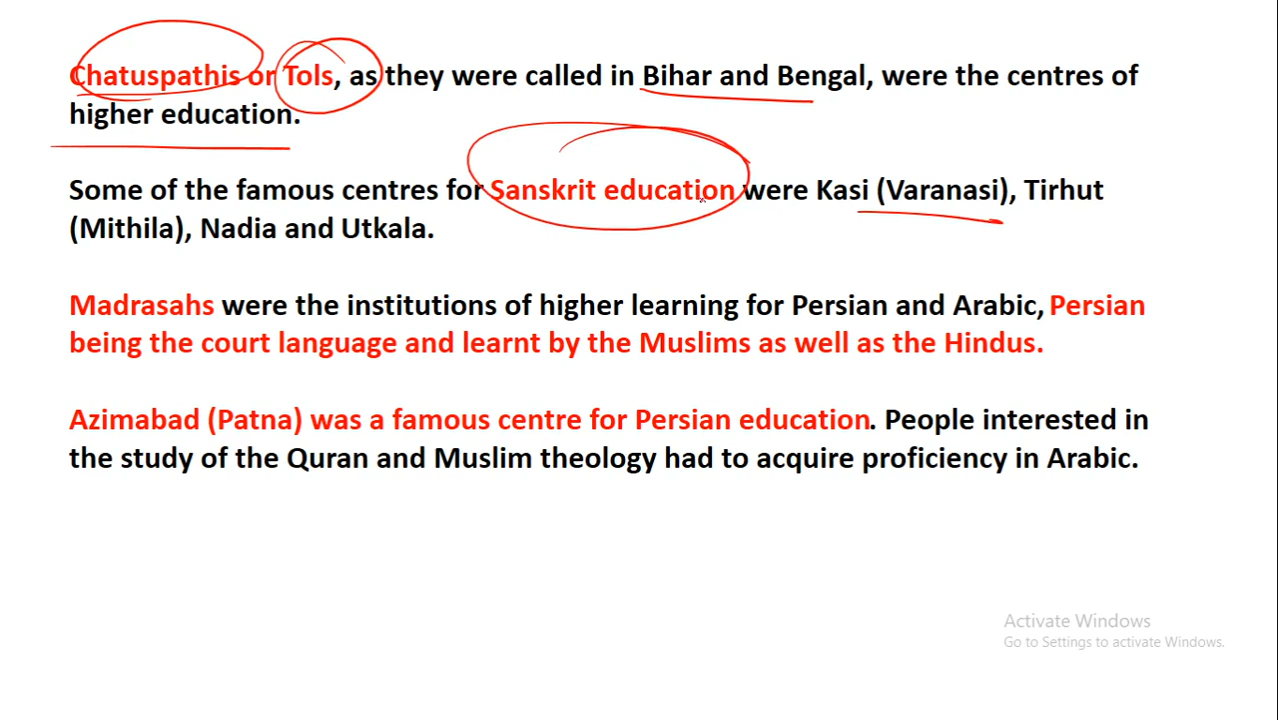 Chatuspathis or Tols, as they were called in Bihar and Bengal, were the centres of
higher education.
Some of the famous centres for Sanskrit education were Kasi (Varanasi), Tirhut
(Mithila), Nadia and Utkala.
Madrasahs were the institutions of higher learning for Persian and Arabic, Persian
being the court language and learnt by the Muslims as well as the Hindus.
Azimabad (Patna) was a famous centre for Persian education. People interested in
the study of the Quran and Muslim theology had to acquire proficiency in Arabic.
Activate Windows
Go to Settings to activate Windows.